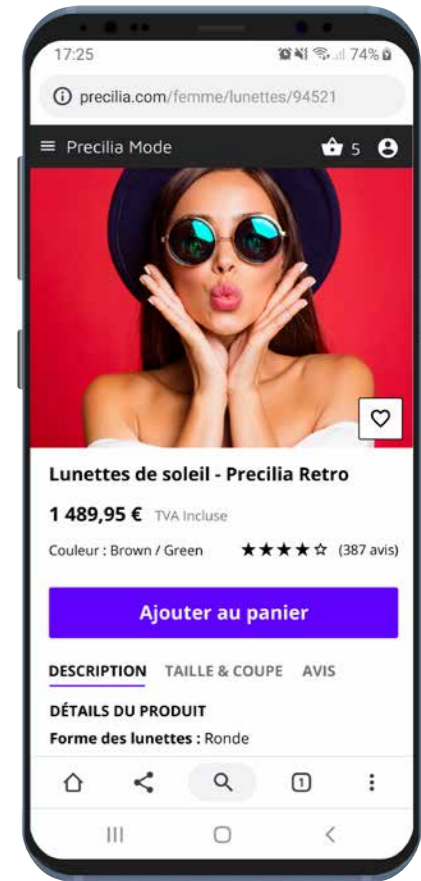 17:25 74%
precilia.com/femme/lunettes/94521
Precilia Mode 5
Lunettes de soleil - Precilia Retro
1 489,95 € TVA Incluse
Couleur : Brown / Green ★★★★☆ (387 avis)
Ajouter au panier
DESCRIPTION TAILLE & COUPE AVIS
DÉTAILS DU PRODUIT
Forme des lunettes : Ronde
1